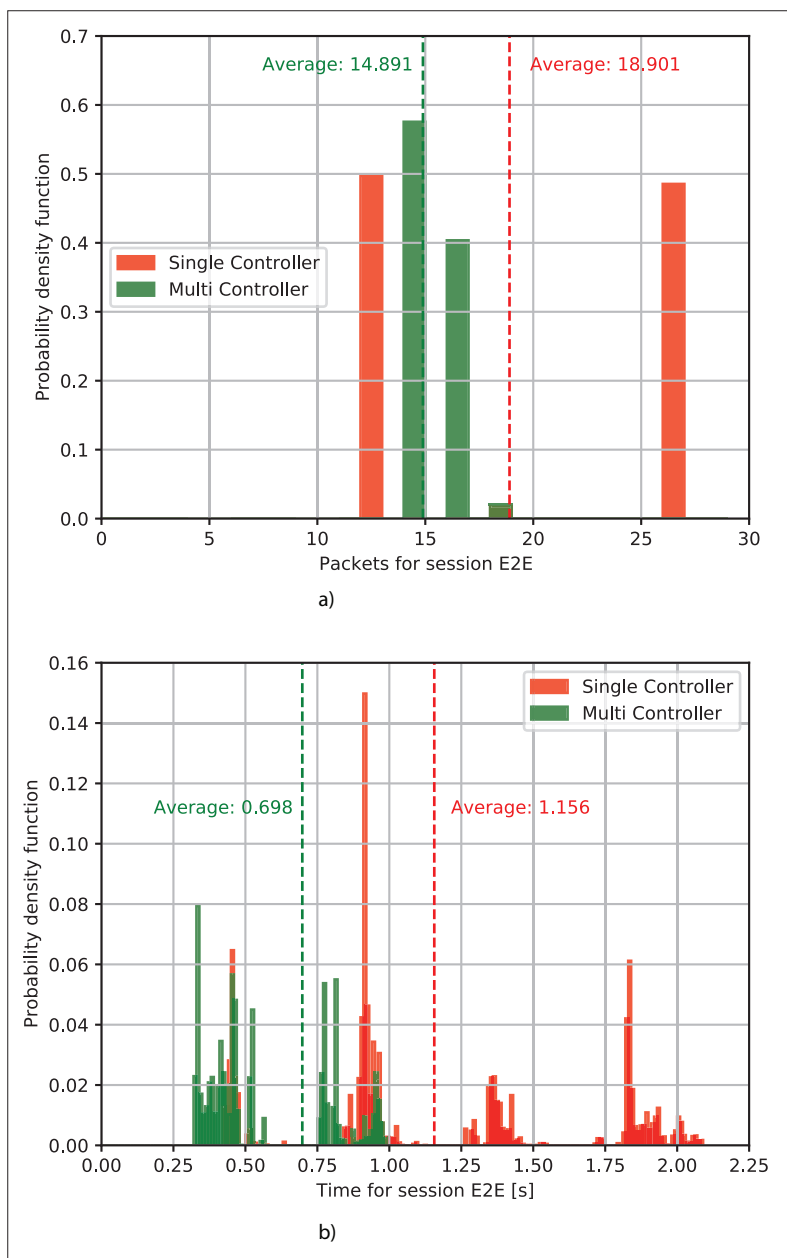 0.7
Average: 14.891
Average: 18.901
0.6
0.5
0.4
Single Controller
Multi Controller
0.3
0.2
0.1
0.0
Probability density function
0
5
10
15
20
25
30
Packets for session E2E
a)
0.16
Single Controller
Multi Controller
0.14
0.12
Average: 0.698
Average: 1.156
0.10
0.08
0.06
0.04
0.02
0.00
Probability density function
0.00
0.25
0.50
0.75
1.00
1.25
1.50
1.75
2.00
2.25
Time for session E2E [s]
b)